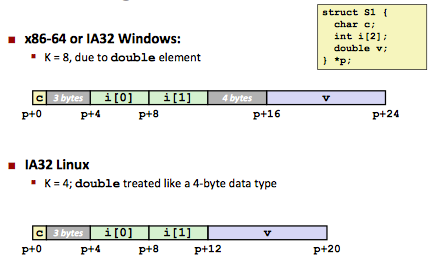 struct S1 {
char c;
int i[2];
double v;
} *p;
x86-64 or IA32 Windows:
K = 8, due to double element
c 3 bytes i[0] i[1] 4 bytes v
p+0 p+4 p+8 p+16 p+24
IA32 Linux
K = 4; double treated like a 4-byte data type
c 3 bytes i[0] i[1] v
p+0 p+4 p+8 p+12 p+20